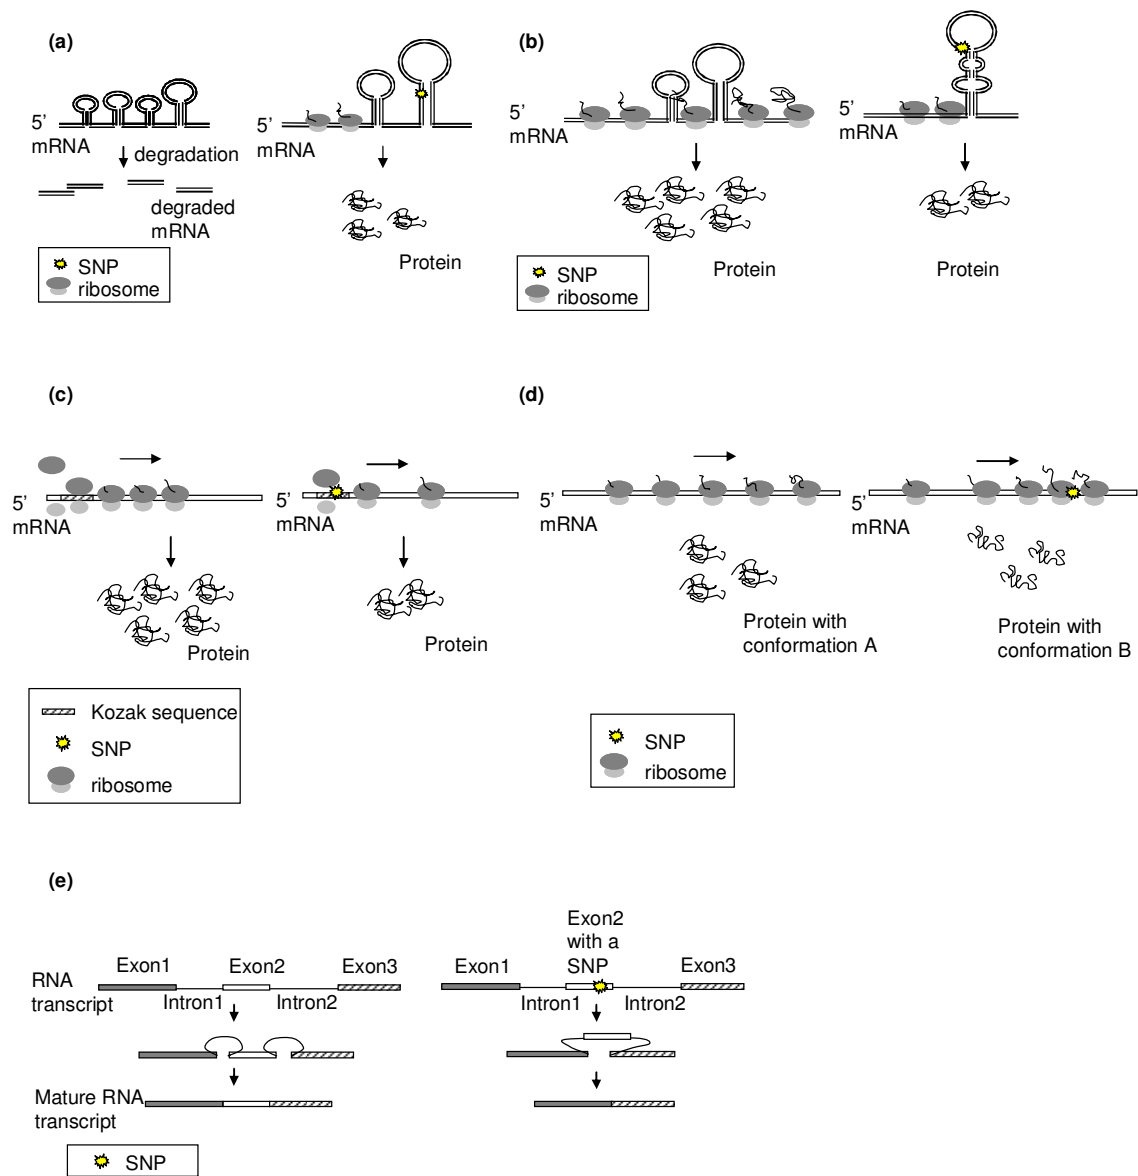 (a)
5'
mRNA
degradation
degraded
mRNA
SNP
ribosome
5'
mRNA
Protein
(b)
5'
mRNA
Protein
SNP
ribosome
5'
mRNA
Protein
(c)
5'
mRNA
Protein
5'
mRNA
Protein
Kozak sequence
SNP
ribosome
(d)
5'
mRNA
Protein with
conformation A
5'
mRNA
Protein with
conformation B
SNP
ribosome
(e)
RNA
transcript
Exon1
Exon2
Exon3
Intron1
Intron2
Exon2
with a
SNP
Exon1
Exon3
Intron1
Intron2
Mature RNA
transcript
SNP